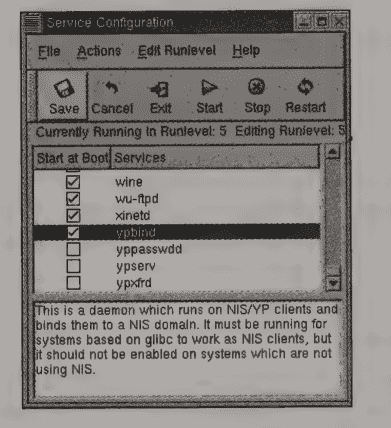 Service Configuration
File Actions Edit Runlevel Help
Save Cancel Exit Start Stop Restart
Currently Running in Runlevel: 5 Editing Runlevel: 5
Start at Boot Services
wine
wu-ftpd
xinetd
ypbind
yppasswdd
ypserv
ypxfrd
This is a daemon which runs on NIS/YP clients and
binds them to a NIS domain. It must be running for
systems based on glibc to work as NIS clients, but
it should not be enabled on systems which are not
using NIS.